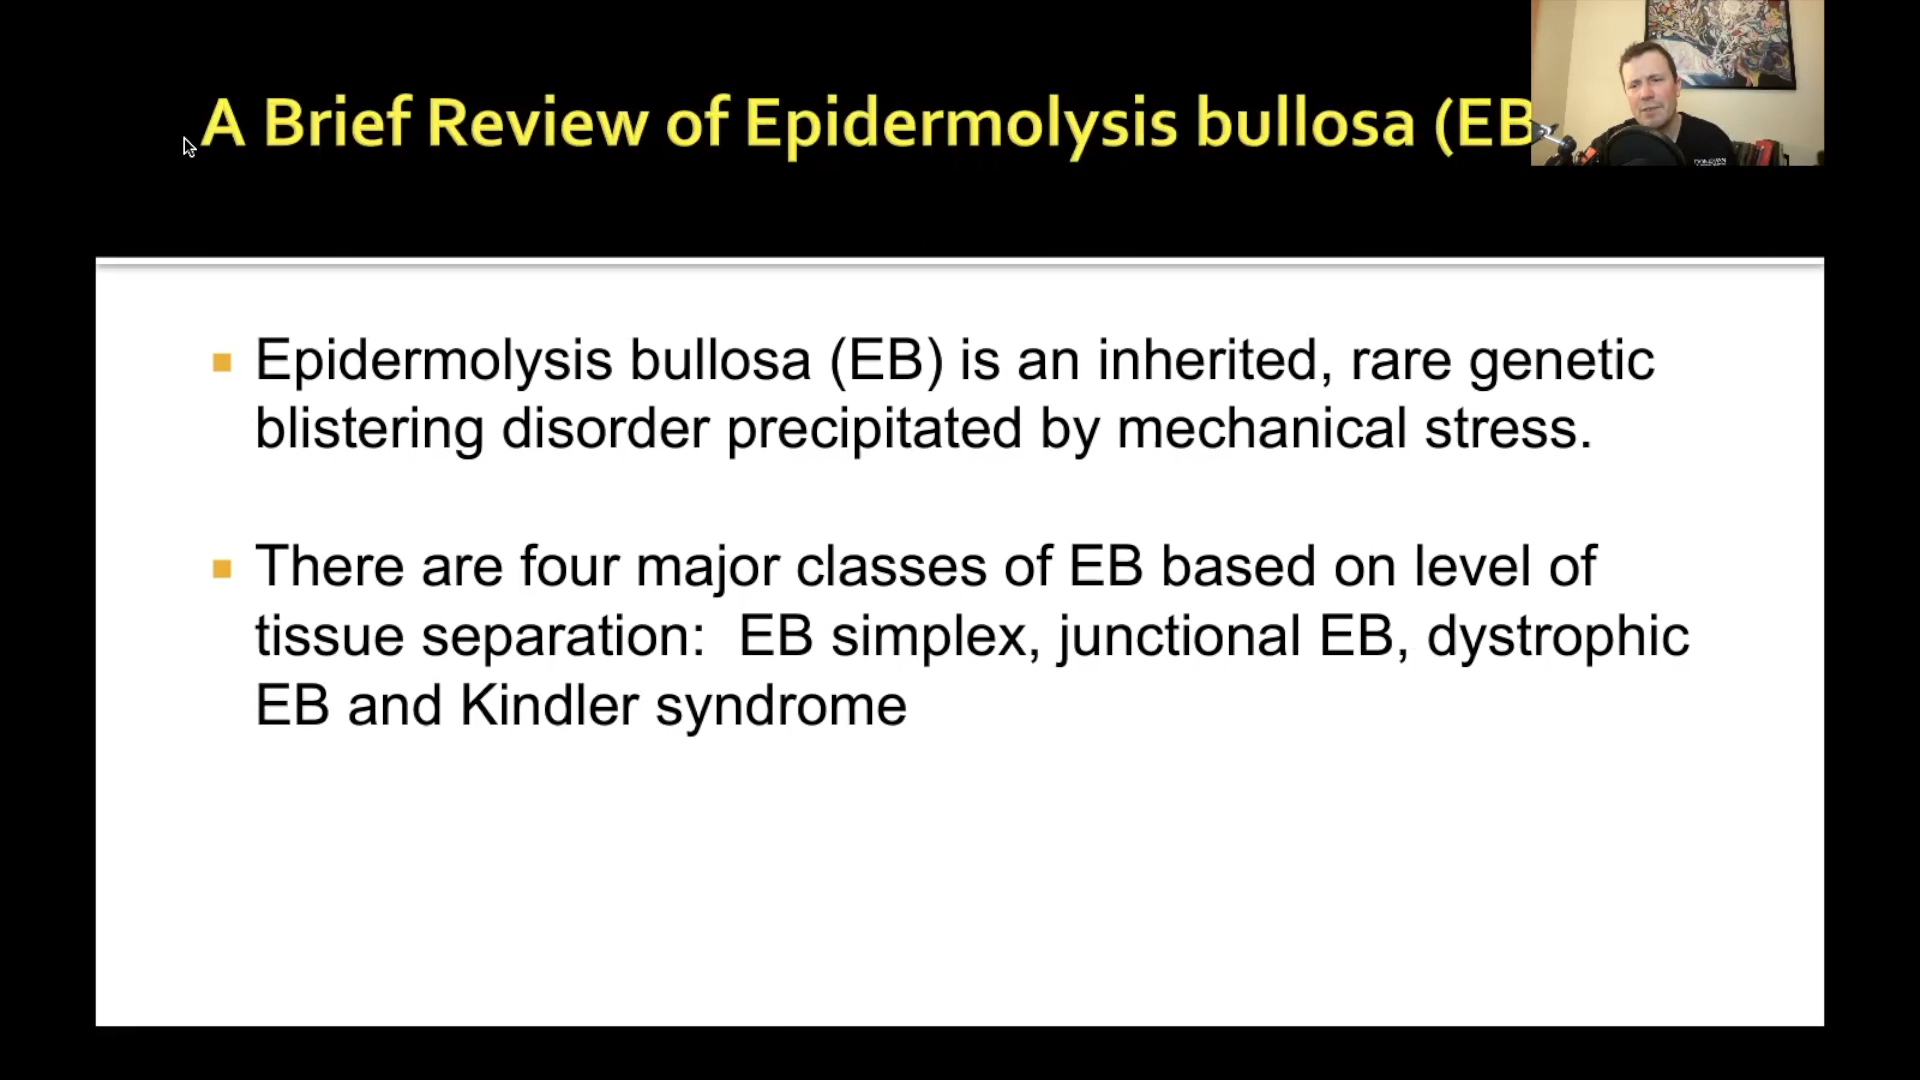 A Brief Review of Epidermolysis bullosa (EB
Epidermolysis bullosa (EB) is an inherited, rare genetic
blistering disorder precipitated by mechanical stress.
There are four major classes of EB based on level of
tissue separation:  EB simplex, junctional EB, dystrophic
EB and Kindler syndrome